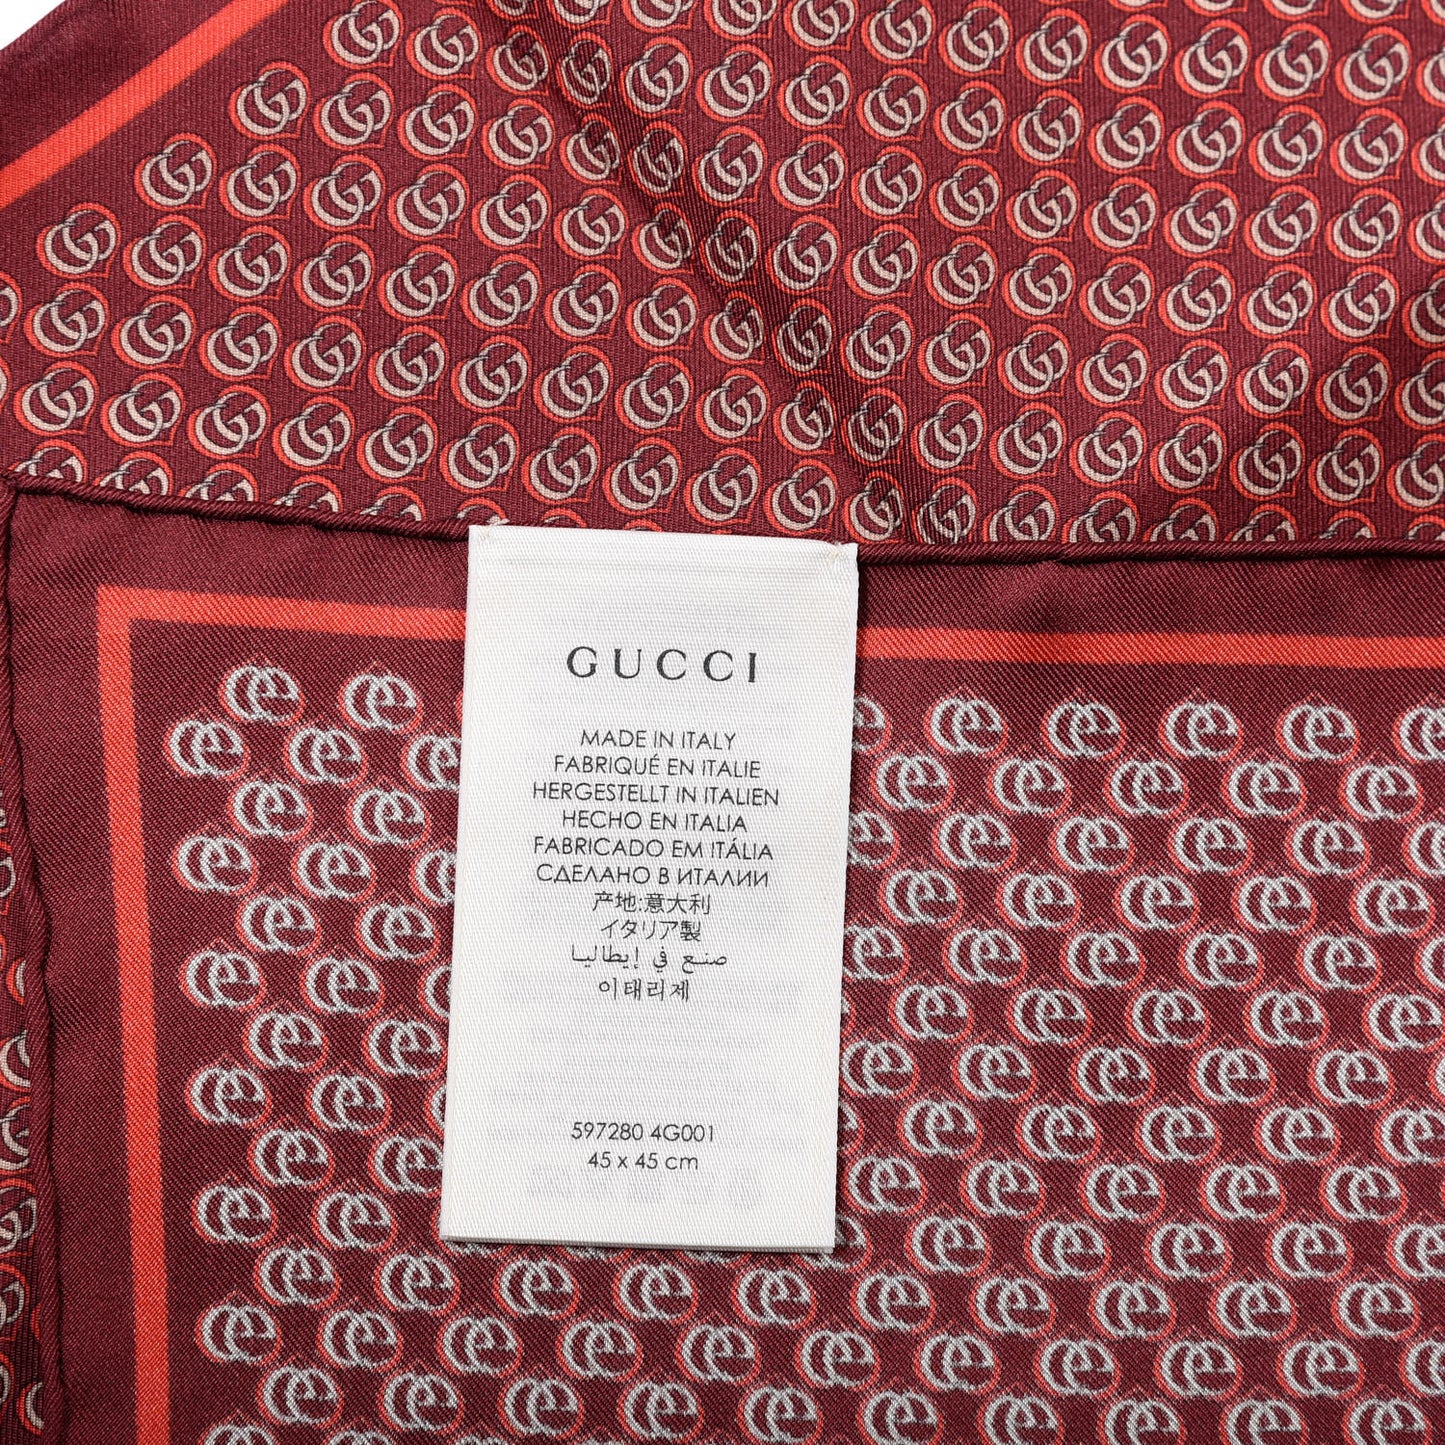 GUCCI
MADE IN ITALY
FABRIQUÉ EN ITALIE
HERGESTELLT IN ITALIEN
HECHO EN ITALIA
FABRICADO EM ITÁLIA
СДЕЛАНО В ИТАЛИИ
产地:意大利
イタリア製
صنع في إيطاليا
이태리제
597280 4G001
45 x 45 cm